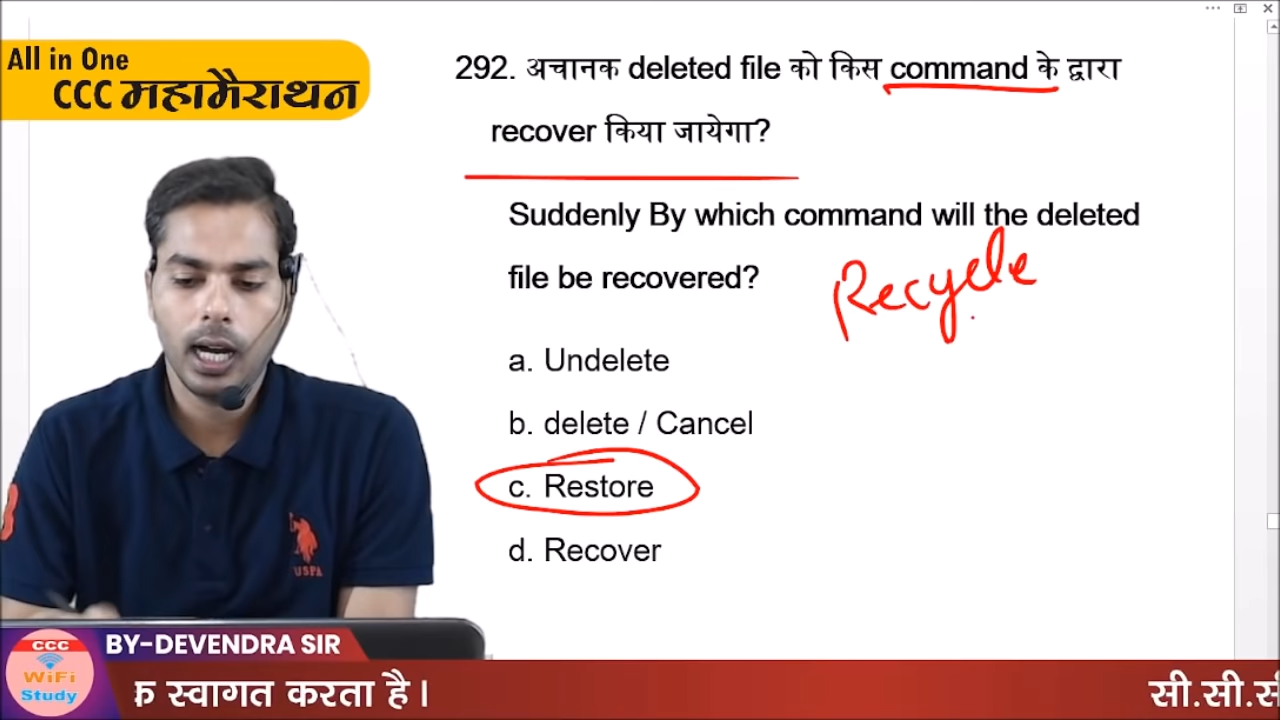 All in One
CCC महामैराथन
292. अचानक deleted file को किस command के द्वारा
recover किया जायेगा?
Suddenly By which command will the deleted
file be recovered?
Recycle
a. Undelete
b. delete / Cancel
c. Restore
d. Recover
USPA
CCC
WiFi
Study
BY-DEVENDRA SIR
स्वागत करता है।
सी.सी.